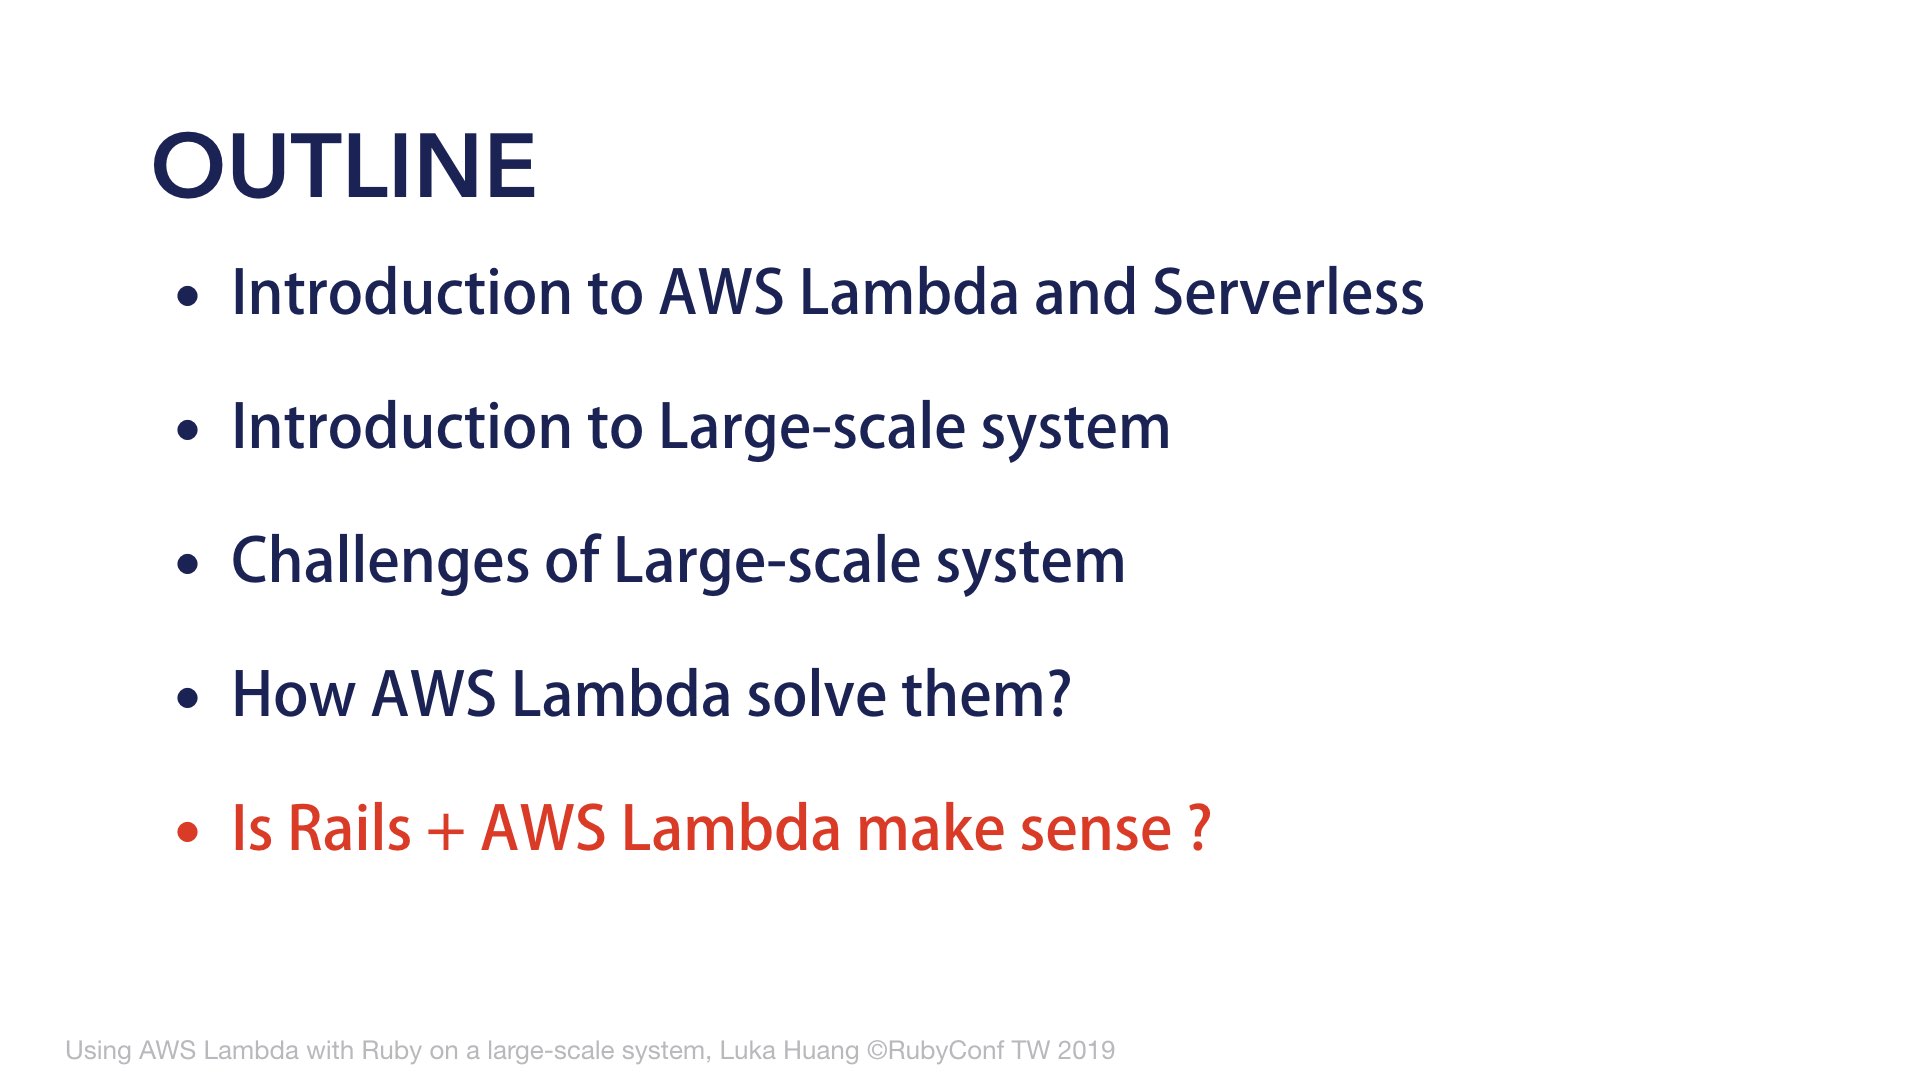 OUTLINE
• Introduction to AWS Lambda and Serverless
• Introduction to Large-scale system
• Challenges of Large-scale system
• How AWS Lambda solve them?
• Is Rails + AWS Lambda make sense ?
Using AWS Lambda with Ruby on a large-scale system, Luka Huang ©RubyConf TW 2019